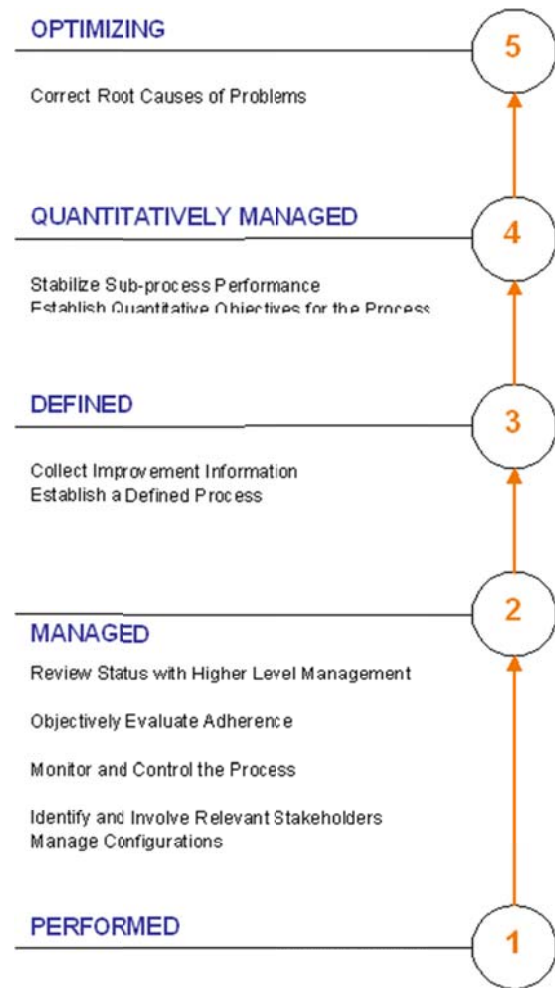 OPTIMIZING
5
Correct Root Causes of Problems
QUANTITATIVELY MANAGED
4
Stabilize Sub-process Performance
Establish Quantitative Objectives for the Process
DEFINED
3
Collect Improvement Information
Establish a Defined Process
2
MANAGED
Review Status with Higher Level Management
Objectively Evaluate Adherence
Monitor and Control the Process
Identify and Involve Relevant Stakeholders
Manage Configurations
PERFORMED
1